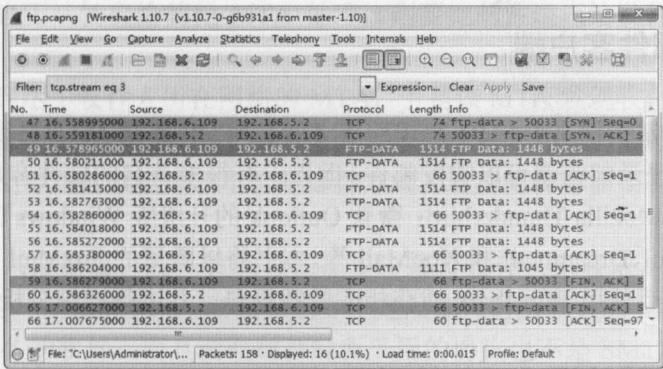 ftp.pcapng [Wireshark 1.10.7 (v1.10.7-0-g6b931a1 from master-1.10)]
File Edit View Go Capture Analyze Statistics Telephony Tools Internals Help
Filter: tcp.stream eq 3 Expression... Clear Apply Save
No. Time Source Destination Protocol Length Info
47 16.558995000 192.168.6.109 192.168.5.2 TCP 74 ftp-data > 50033 [SYN] Seq=0
48 16.559181000 192.168.5.2 192.168.6.109 TCP 74 50033 > ftp-data [SYN, ACK] S
49 16.578965000 192.168.6.109 192.168.5.2 FTP-DATA 1514 FTP Data: 1448 bytes
50 16.580211000 192.168.6.109 192.168.5.2 FTP-DATA 1514 FTP Data: 1448 bytes
51 16.580286000 192.168.5.2 192.168.6.109 TCP 66 50033 > ftp-data [ACK] Seq=1
52 16.581415000 192.168.6.109 192.168.5.2 FTP-DATA 1514 FTP Data: 1448 bytes
53 16.582763000 192.168.6.109 192.168.5.2 FTP-DATA 1514 FTP Data: 1448 bytes
54 16.582860000 192.168.5.2 192.168.6.109 TCP 66 50033 > ftp-data [ACK] Seq=1
55 16.584018000 192.168.6.109 192.168.5.2 FTP-DATA 1514 FTP Data: 1448 bytes
56 16.585272000 192.168.6.109 192.168.5.2 FTP-DATA 1514 FTP Data: 1448 bytes
57 16.585380000 192.168.5.2 192.168.6.109 TCP 66 50033 > ftp-data [ACK] Seq=1
58 16.586204000 192.168.6.109 192.168.5.2 FTP-DATA 1111 FTP Data: 1045 bytes
59 16.586279000 192.168.6.109 192.168.5.2 TCP 66 ftp-data > 50033 [FIN, ACK] S
60 16.586326000 192.168.5.2 192.168.6.109 TCP 66 50033 > ftp-data [ACK] Seq=1
65 17.006627000 192.168.5.2 192.168.6.109 TCP 66 50033 > ftp-data [FIN, ACK] S
66 17.007675000 192.168.6.109 192.168.5.2 TCP 60 ftp-data > 50033 [ACK] Seq=97
File: "C:\Users\Administrator\... Packets: 158 · Displayed: 16 (10.1%) · Load time: 0:00.015 Profile: Default